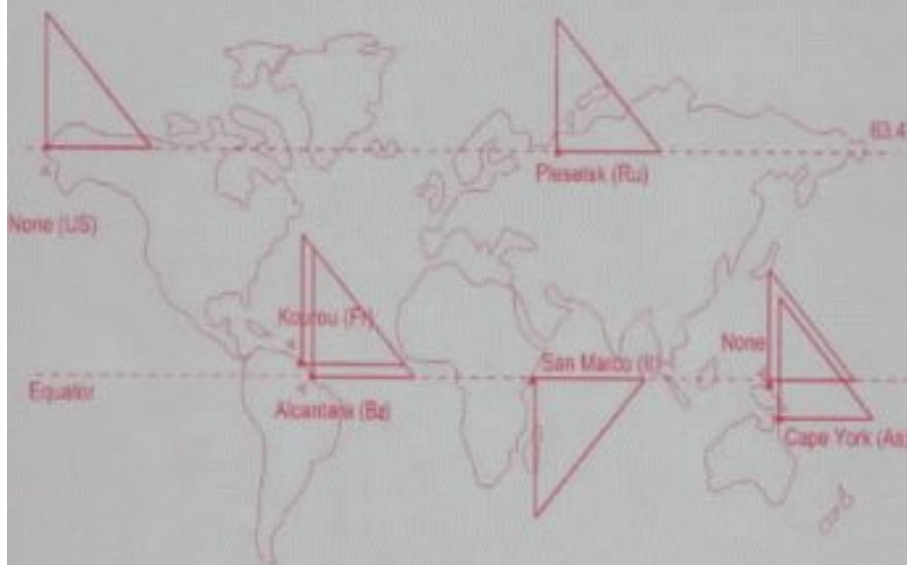 63.4
Plesetsk (Ru)
None (US)
Kourou (Fr)
None
San Marco (It)
Equator
Alcantara (Bz)
Cape York (As)